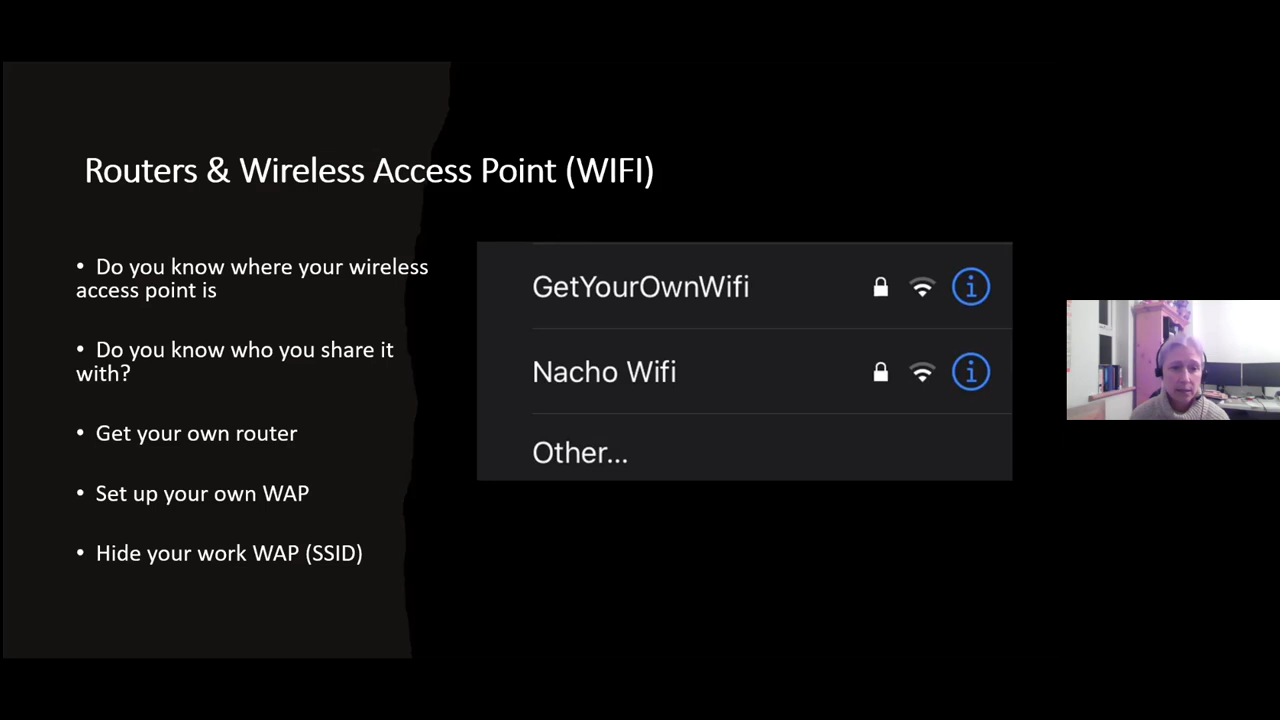 Routers & Wireless Access Point (WIFI)
• Do you know where your wireless
access point is
• Do you know who you share it
with?
• Get your own router
• Set up your own WAP
• Hide your work WAP (SSID)
GetYourOwnWifi
Nacho Wifi
Other...